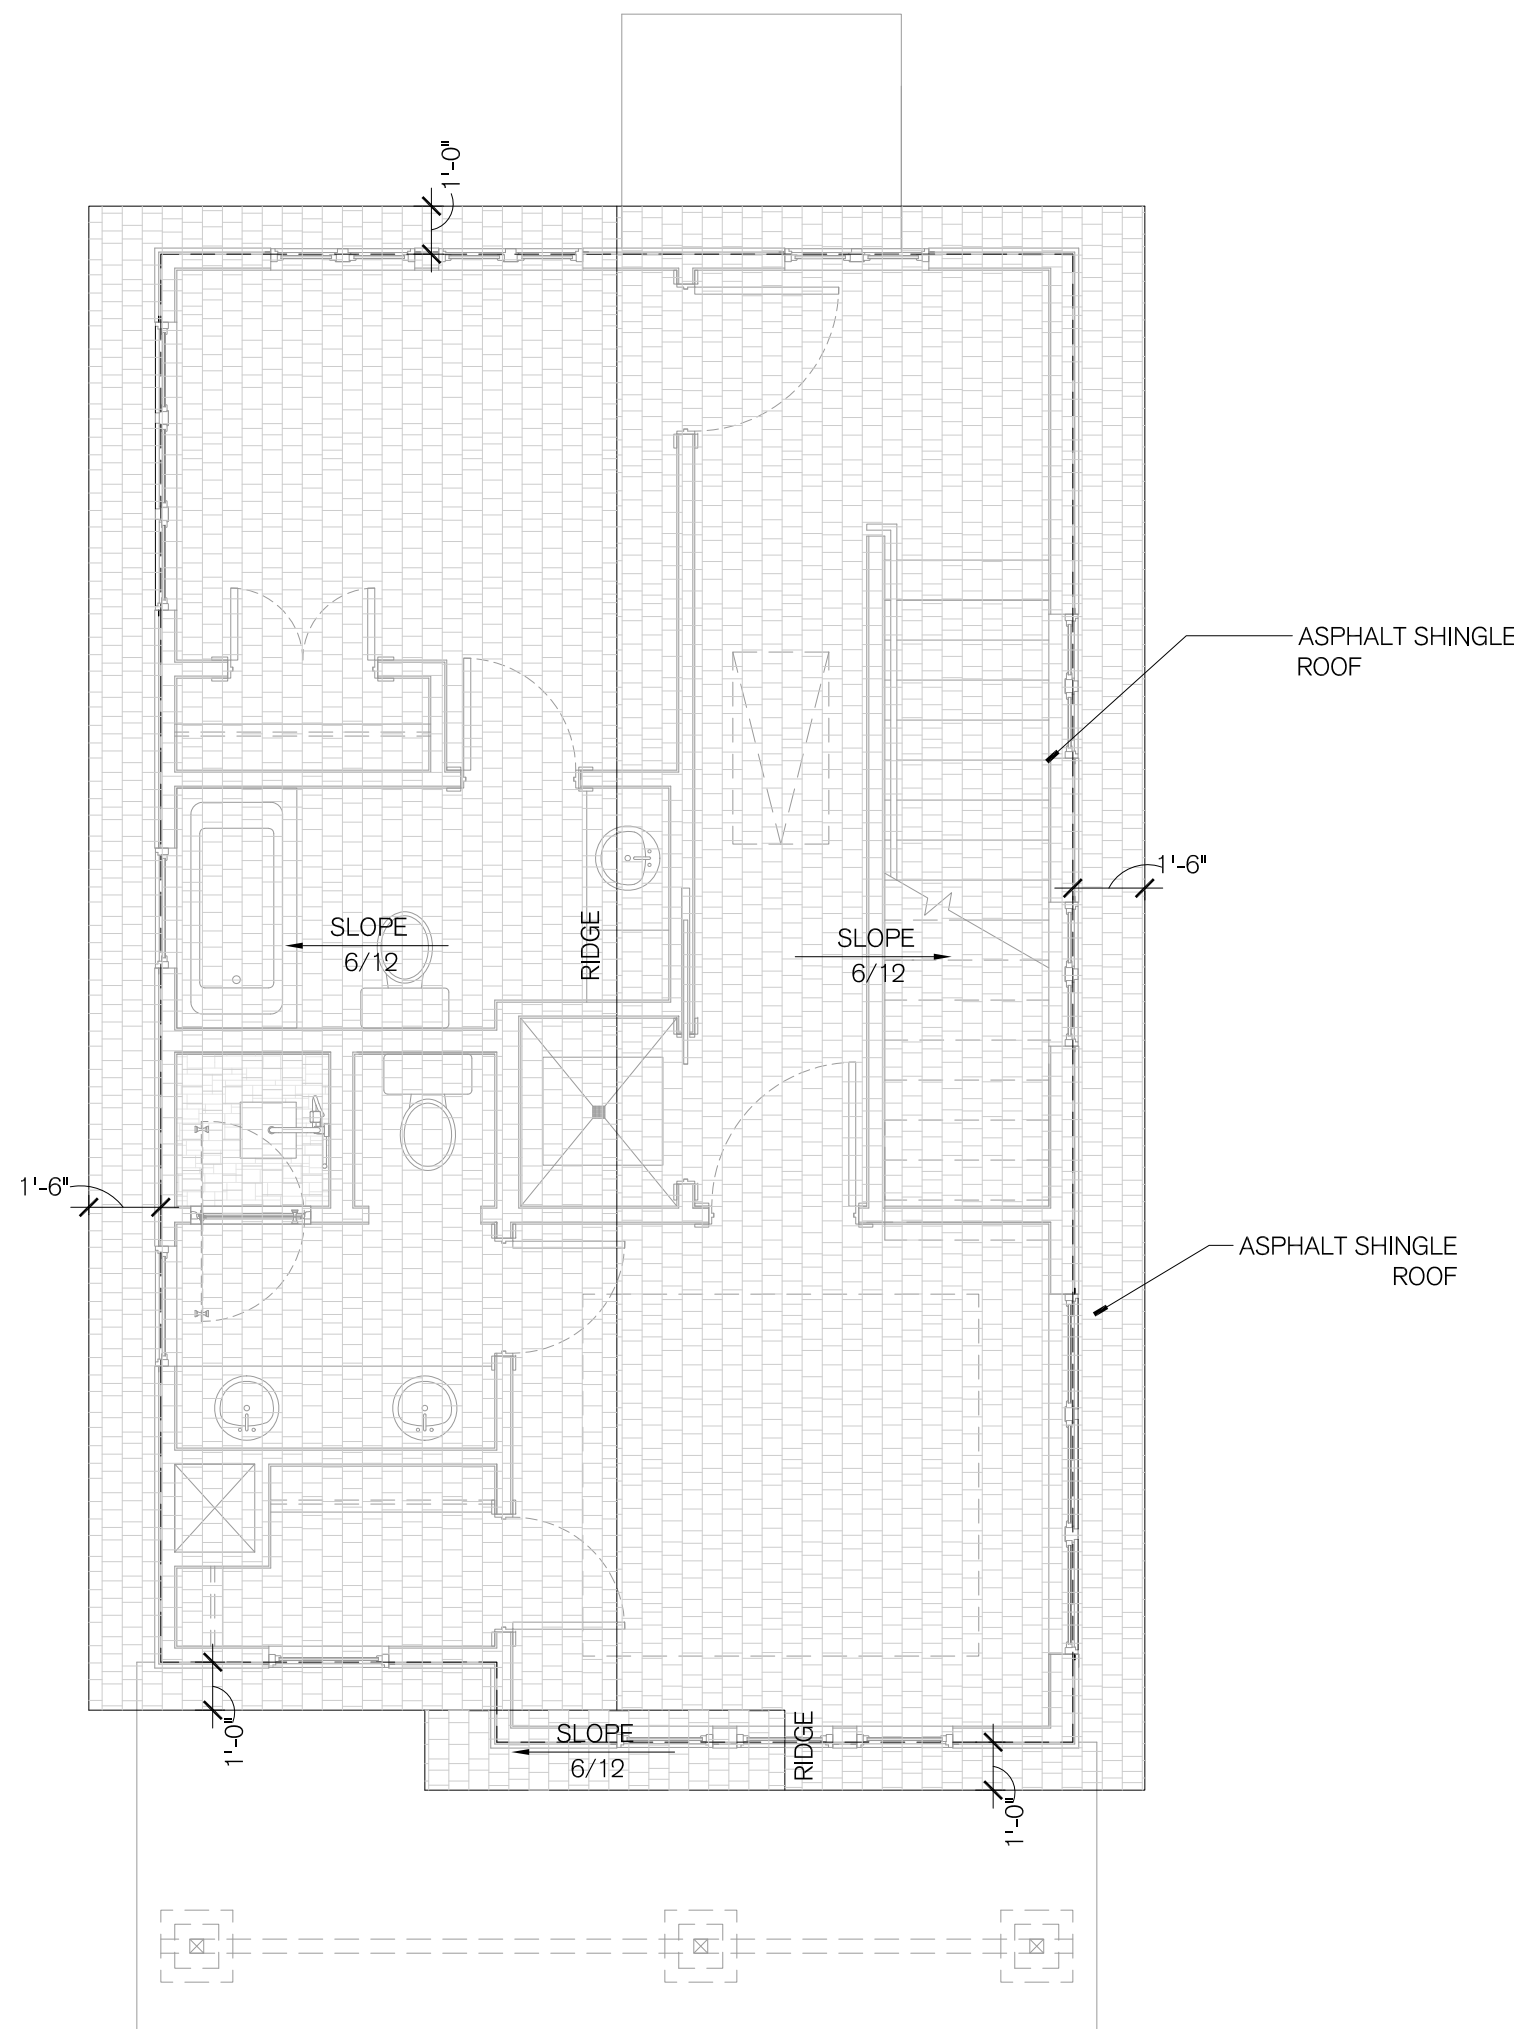 1'-0"
ASPHALT SHINGLE
ROOF
1'-6"
SLOPE
6/12
RIDGE
SLOPE
6/12
1'-6"
ASPHALT SHINGLE
ROOF
1'-0"
SLOPE
6/12
RIDGE
1'-0"